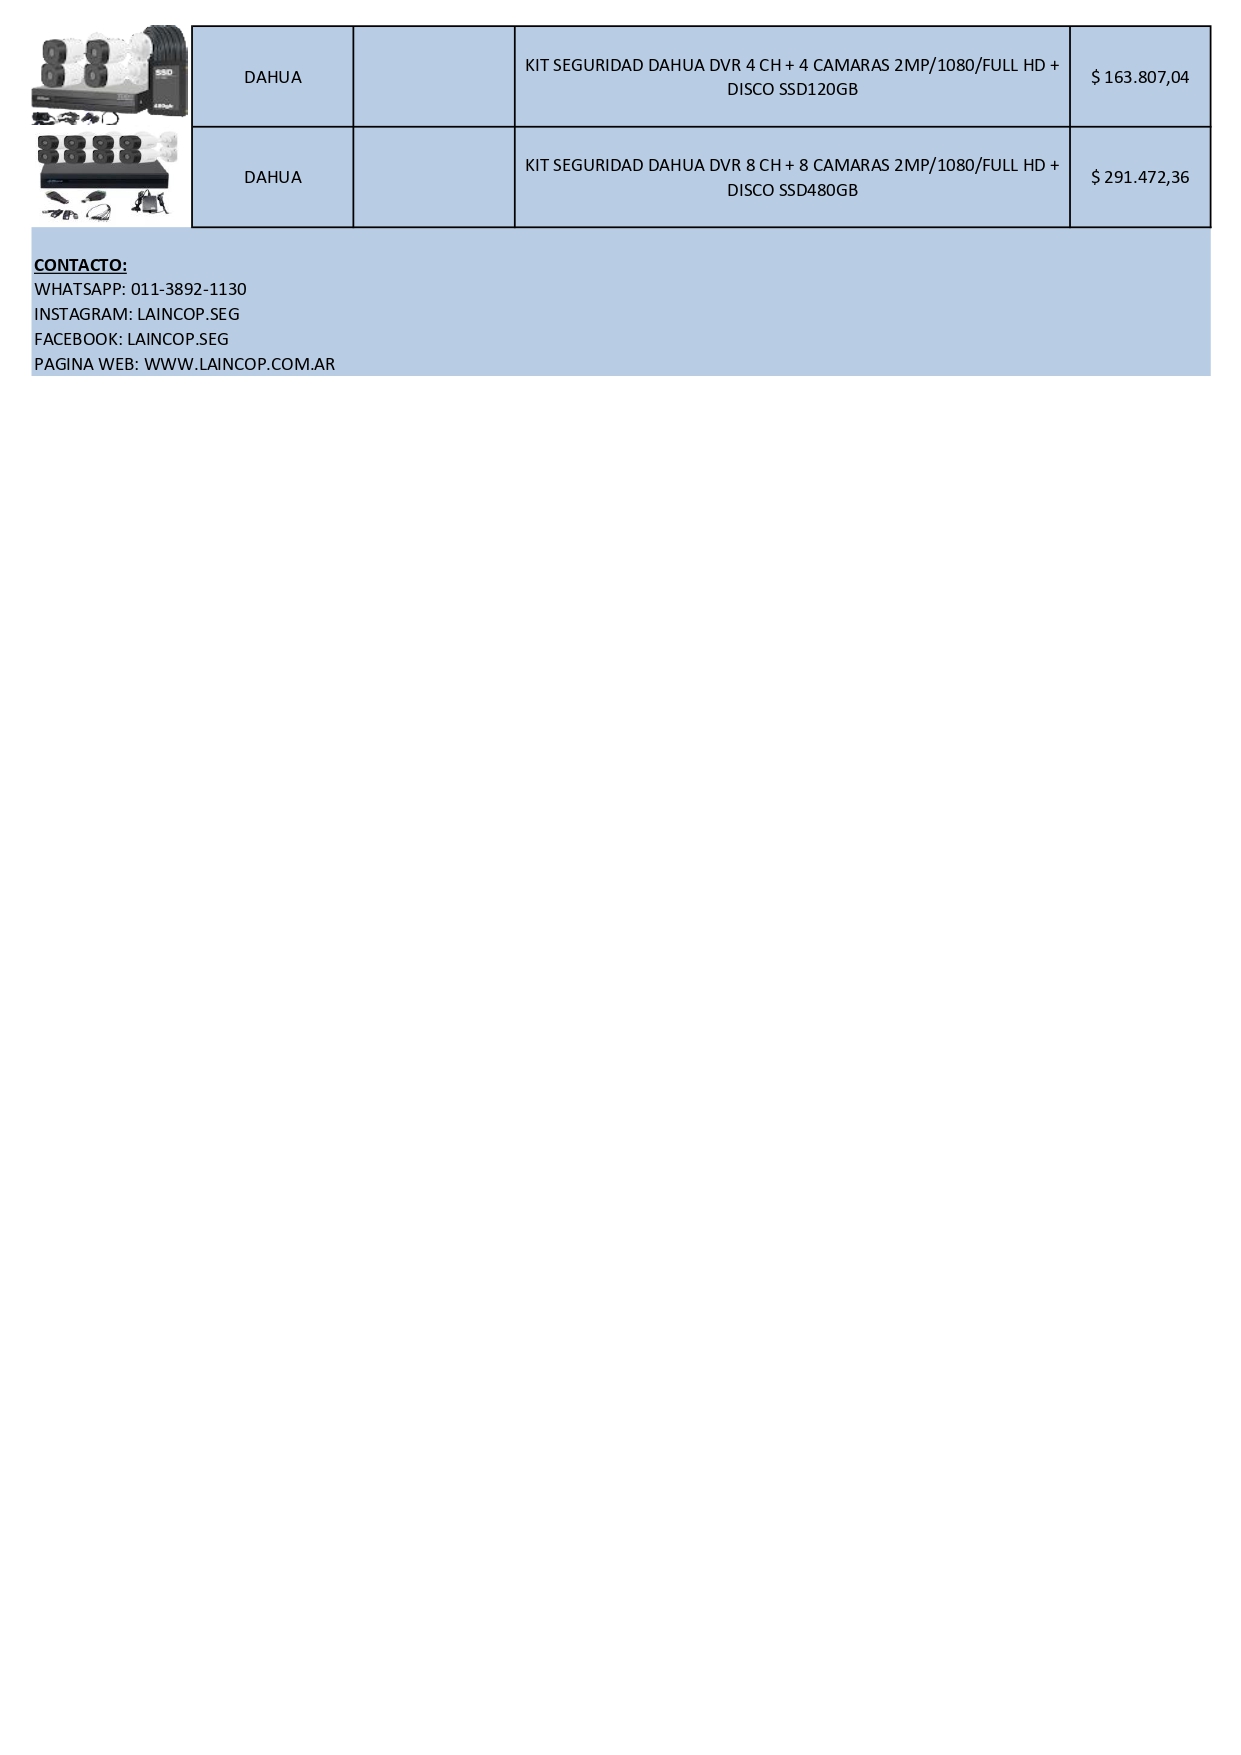 SSD
DAHUA
KIT SEGURIDAD DAHUA DVR 4 CH + 4 CAMARAS 2MP/1080/FULL HD +
DISCO SSD120GB
$ 163.807,04
DAHUA
KIT SEGURIDAD DAHUA DVR 8 CH + 8 CAMARAS 2MP/1080/FULL HD +
DISCO SSD480GB
$ 291.472,36
CONTACTO:
WHATSAPP: 011-3892-1130
INSTAGRAM: LAINCOP.SEG
FACEBOOK: LAINCOP.SEG
PAGINA WEB: WWW.LAINCOP.COM.AR